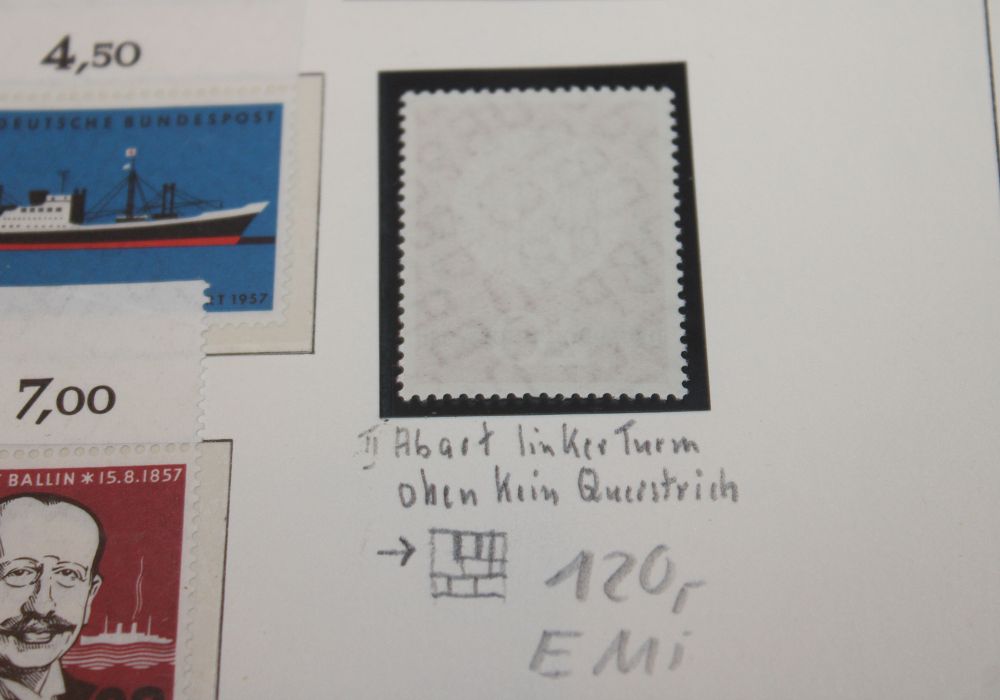 4,50
DEUTSCHE BUNDESPOST
RT 1957
7,00
T BALLIN * 15.8.1857
II Abart linker Turm
oben Kein Querstrich
→
120,-
EMi